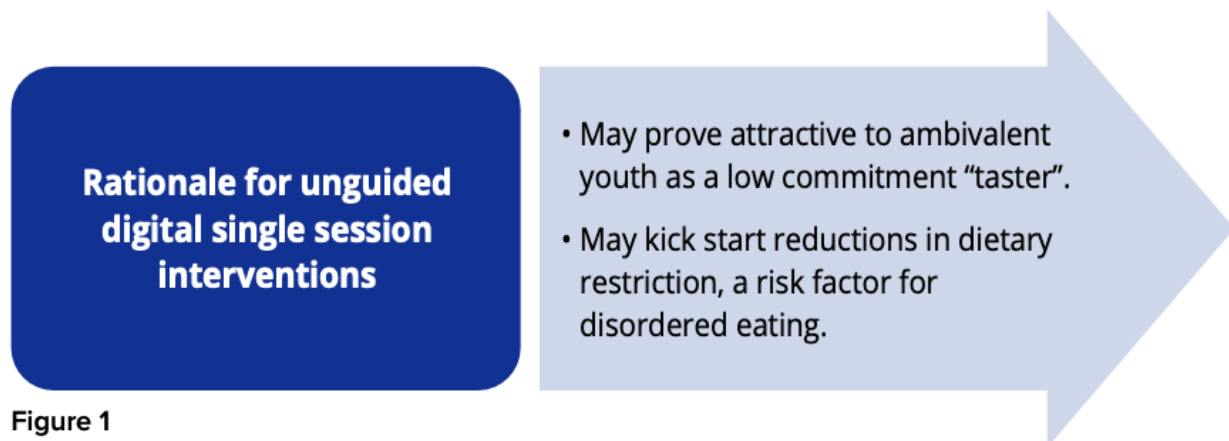 Rationale for unguided
digital single session
interventions
• May prove attractive to ambivalent
youth as a low commitment “taster”.
• May kick start reductions in dietary
restriction, a risk factor for
disordered eating.
Figure 1